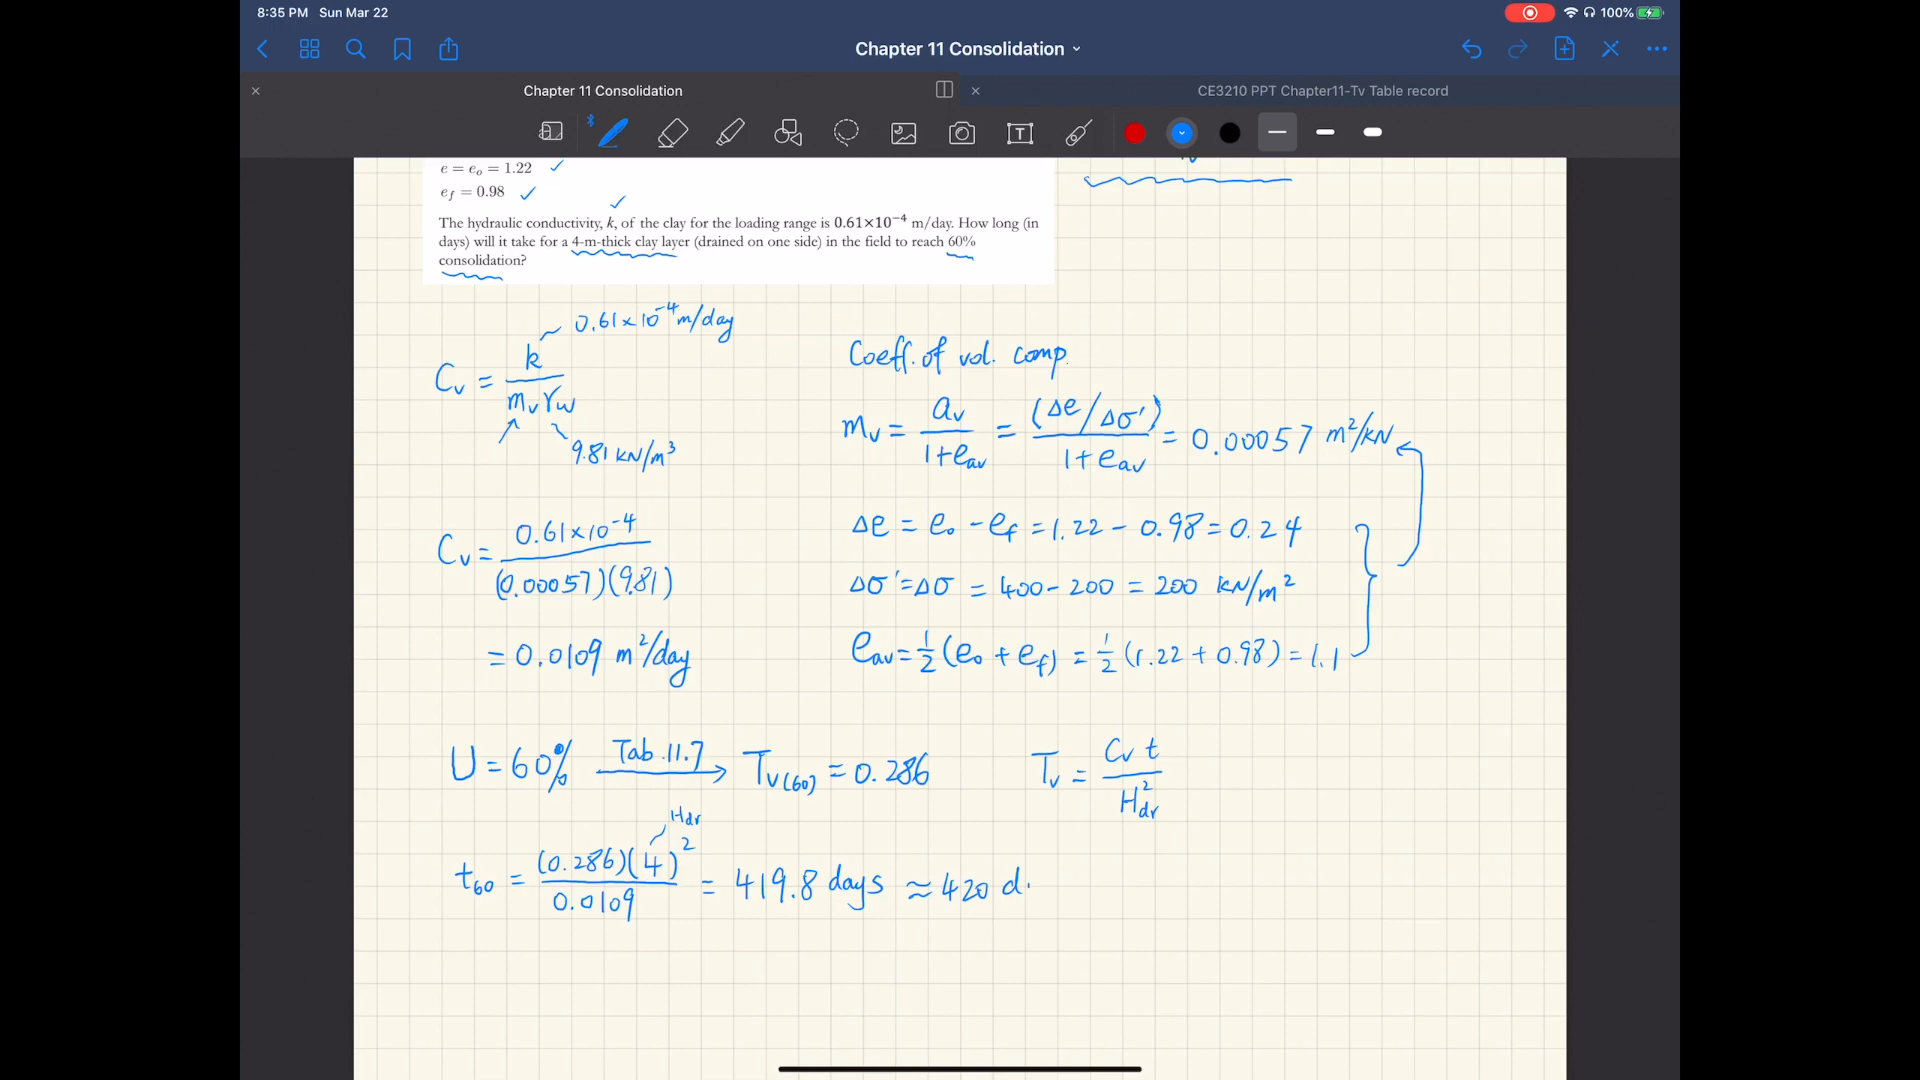 8:35 PM Sun Mar 22
100%
Chapter 11 Consolidation
Chapter 11 Consolidation
CE3210 PPT Chapter11-Tv Table record
e = e₀ = 1.22 ✓
e_f = 0.98 ✓
The hydraulic conductivity, k, of the clay for the loading range is 0.61×10⁻⁴ m/day. How long (in
days) will it take for a 4-m-thick clay layer (drained on one side) in the field to reach 60%
consolidation?
0.61×10⁻⁴ m/day
C_v = k / (m_v γ_w)
9.81 kN/m³
C_v = 0.61×10⁻⁴ / (0.00057)(9.81)
= 0.0109 m²/day
Coeff. of vol. comp.
m_v = a_v / (1+e_av) = (Δe/Δσ') / (1+e_av) = 0.00057 m²/kN
Δe = e₀ - e_f = 1.22 - 0.98 = 0.24
Δσ' = Δσ = 400 - 200 = 200 kN/m²
e_av = ½ (e₀ + e_f) = ½ (1.22 + 0.98) = 1.1
U = 60% Tab. 11.7 → T_v(60) = 0.286
T_v = C_v t / H_dr²
H_dr
t₆₀ = (0.286)(4)² / 0.0109 = 419.8 days ≈ 420 d